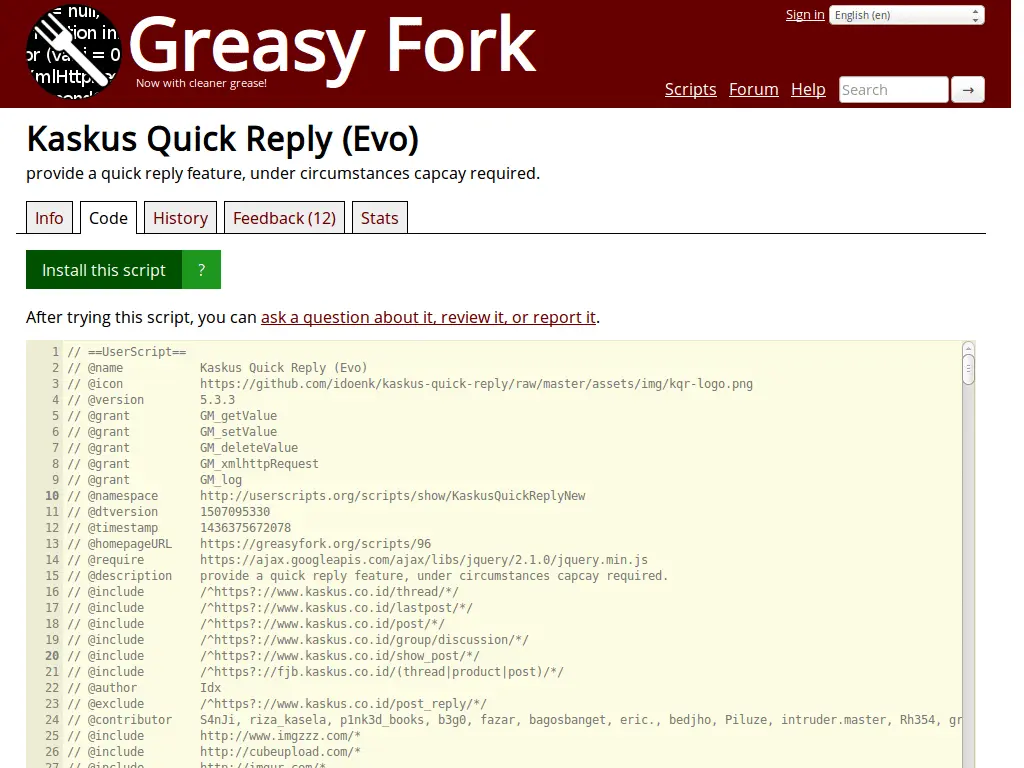 = null,
tion in
or (va i = 0
XmlHttp
Greasy Fork
Now with cleaner grease!
Sign in English (en)
Scripts Forum Help Search →
Kaskus Quick Reply (Evo)
provide a quick reply feature, under circumstances capcay required.
Info Code History Feedback (12) Stats
Install this script ?
After trying this script, you can ask a question about it, review it, or report it.
1 // ==UserScript==
2 // @name Kaskus Quick Reply (Evo)
3 // @icon https://github.com/idoenk/kaskus-quick-reply/raw/master/assets/img/kqr-logo.png
4 // @version 5.3.3
5 // @grant GM_getValue
6 // @grant GM_setValue
7 // @grant GM_deleteValue
8 // @grant GM_xmlhttpRequest
9 // @grant GM_log
10 // @namespace http://userscripts.org/scripts/show/KaskusQuickReplyNew
11 // @dtversion 1507095330
12 // @timestamp 1436375672078
13 // @homepageURL https://greasyfork.org/scripts/96
14 // @require https://ajax.googleapis.com/ajax/libs/jquery/2.1.0/jquery.min.js
15 // @description provide a quick reply feature, under circumstances capcay required.
16 // @include /^https?://www.kaskus.co.id/thread/*/
17 // @include /^https?://www.kaskus.co.id/lastpost/*/
18 // @include /^https?://www.kaskus.co.id/post/*/
19 // @include /^https?://www.kaskus.co.id/group/discussion/*/
20 // @include /^https?://www.kaskus.co.id/show_post/*/
21 // @include /^https?://fjb.kaskus.co.id/(thread|product|post)/*/
22 // @author Idx
23 // @exclude /^https?://www.kaskus.co.id/post_reply/*/
24 // @contributor S4nJi, riza_kasela, p1nk3d_books, b3g0, fazar, bagosbanget, eric., bedjho, Piluze, intruder.master, Rh354, gr
25 // @include http://www.imgzzz.com/*
26 // @include http://cubeupload.com/*
27 // @include http://imgur.com/*